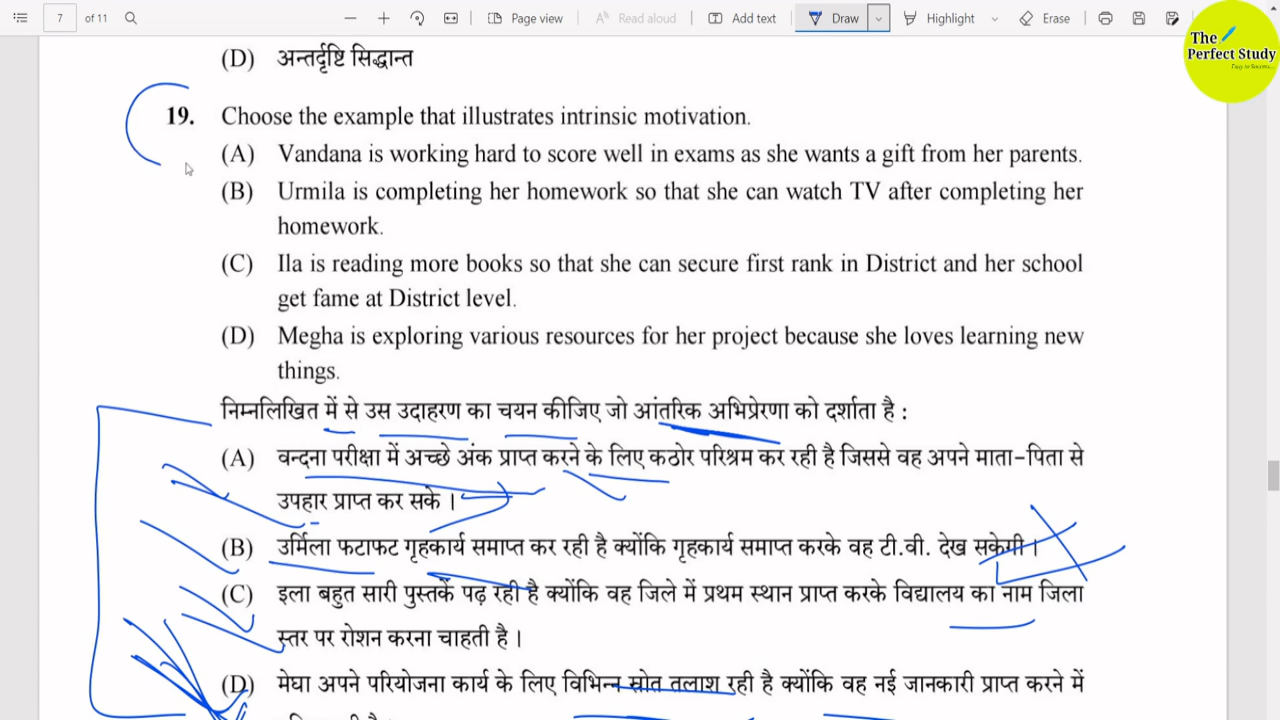 7 of 11 Page view Read aloud Add text Draw Highlight Erase
The
Perfect Study
Easy to Success...
(D) अन्तर्दृष्टि सिद्धान्त
19. Choose the example that illustrates intrinsic motivation.
(A) Vandana is working hard to score well in exams as she wants a gift from her parents.
(B) Urmila is completing her homework so that she can watch TV after completing her
homework.
(C) Ila is reading more books so that she can secure first rank in District and her school
get fame at District level.
(D) Megha is exploring various resources for her project because she loves learning new
things.
निम्नलिखित में से उस उदाहरण का चयन कीजिए जो आंतरिक अभिप्रेरणा को दर्शाता है :
(A) वन्दना परीक्षा में अच्छे अंक प्राप्त करने के लिए कठोर परिश्रम कर रही है जिससे वह अपने माता-पिता से
उपहार प्राप्त कर सके ।
(B) उर्मिला फटाफट गृहकार्य समाप्त कर रही है क्योंकि गृहकार्य समाप्त करके वह टी.वी. देख सकेगी ।
(C) इला बहुत सारी पुस्तकें पढ़ रही है क्योंकि वह जिले में प्रथम स्थान प्राप्त करके विद्यालय का नाम जिला
स्तर पर रोशन करना चाहती है ।
(D) मेघा अपने परियोजना कार्य के लिए विभिन्न स्रोत तलाश रही है क्योंकि वह नई जानकारी प्राप्त करने में